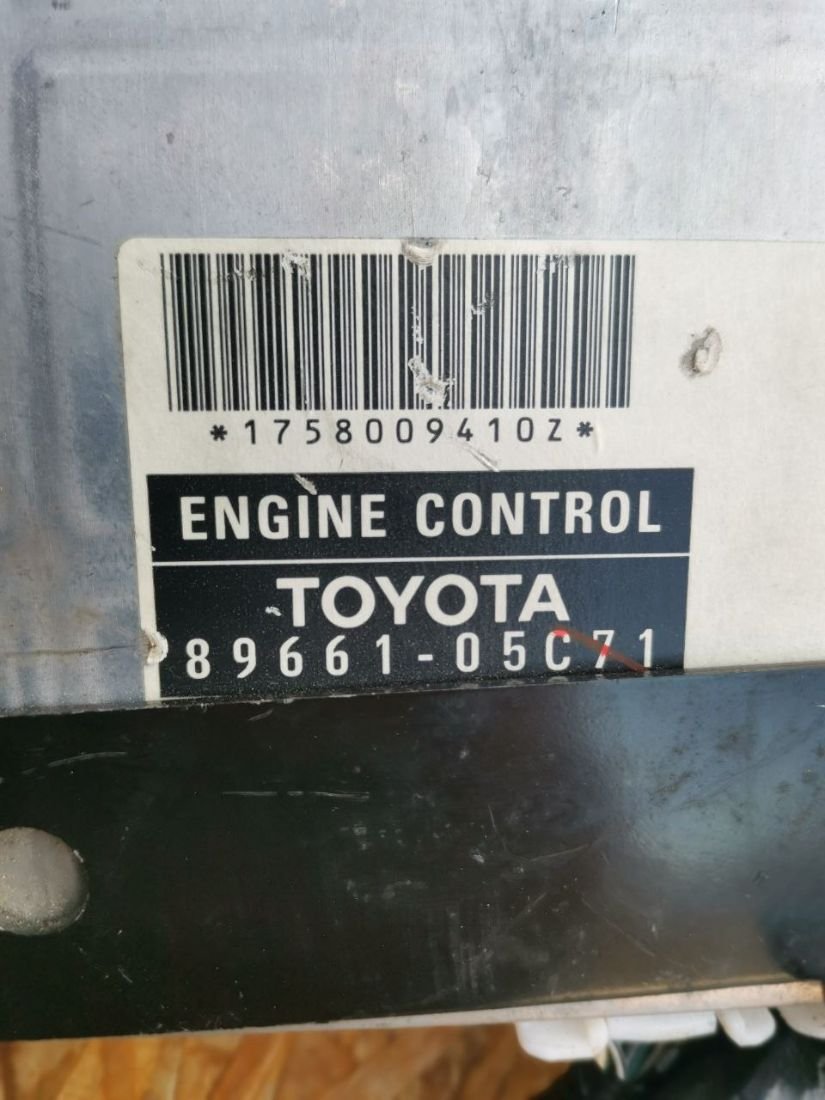 *1758009410Z*
ENGINE CONTROL
TOYOTA
89661-05C71